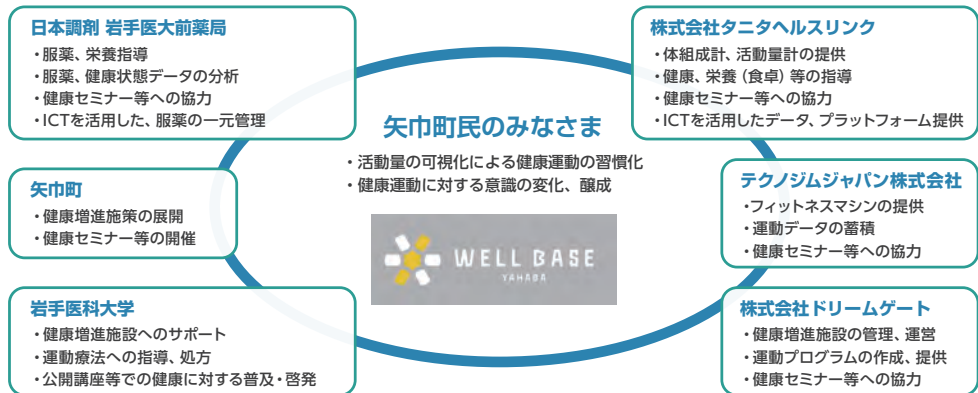 日本調剤 岩手医大前薬局
・服薬、栄養指導
・服薬、健康状態データの分析
・健康セミナー等への協力
・ICTを活用した、服薬の一元管理
矢巾町
・健康増進施策の展開
・健康セミナー等の開催
岩手医科大学
・健康増進施設へのサポート
・運動療法への指導、処方
・公開講座等での健康に対する普及・啓発
矢巾町民のみなさま
・活動量の可視化による健康運動の習慣化
・健康運動に対する意識の変化、醸成
WELL BASE
YAHABA
株式会社タニタヘルスリンク
・体組成計、活動量計の提供
・健康、栄養（食卓）等の指導
・健康セミナー等への協力
・ICTを活用したデータ、プラットフォーム提供
テクノジムジャパン株式会社
・フィットネスマシンの提供
・運動データの蓄積
・健康セミナー等への協力
株式会社ドリームゲート
・健康増進施設の管理、運営
・運動プログラムの作成、提供
・健康セミナー等への協力